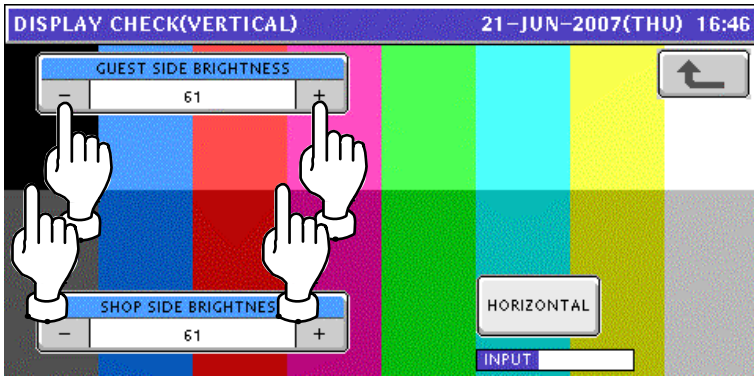 DISPLAY CHECK(VERTICAL) 21-JUN-2007(THU) 16:46
GUEST SIDE BRIGHTNESS
- 61 +
SHOP SIDE BRIGHTNES
- 61 +
HORIZONTAL
INPUT